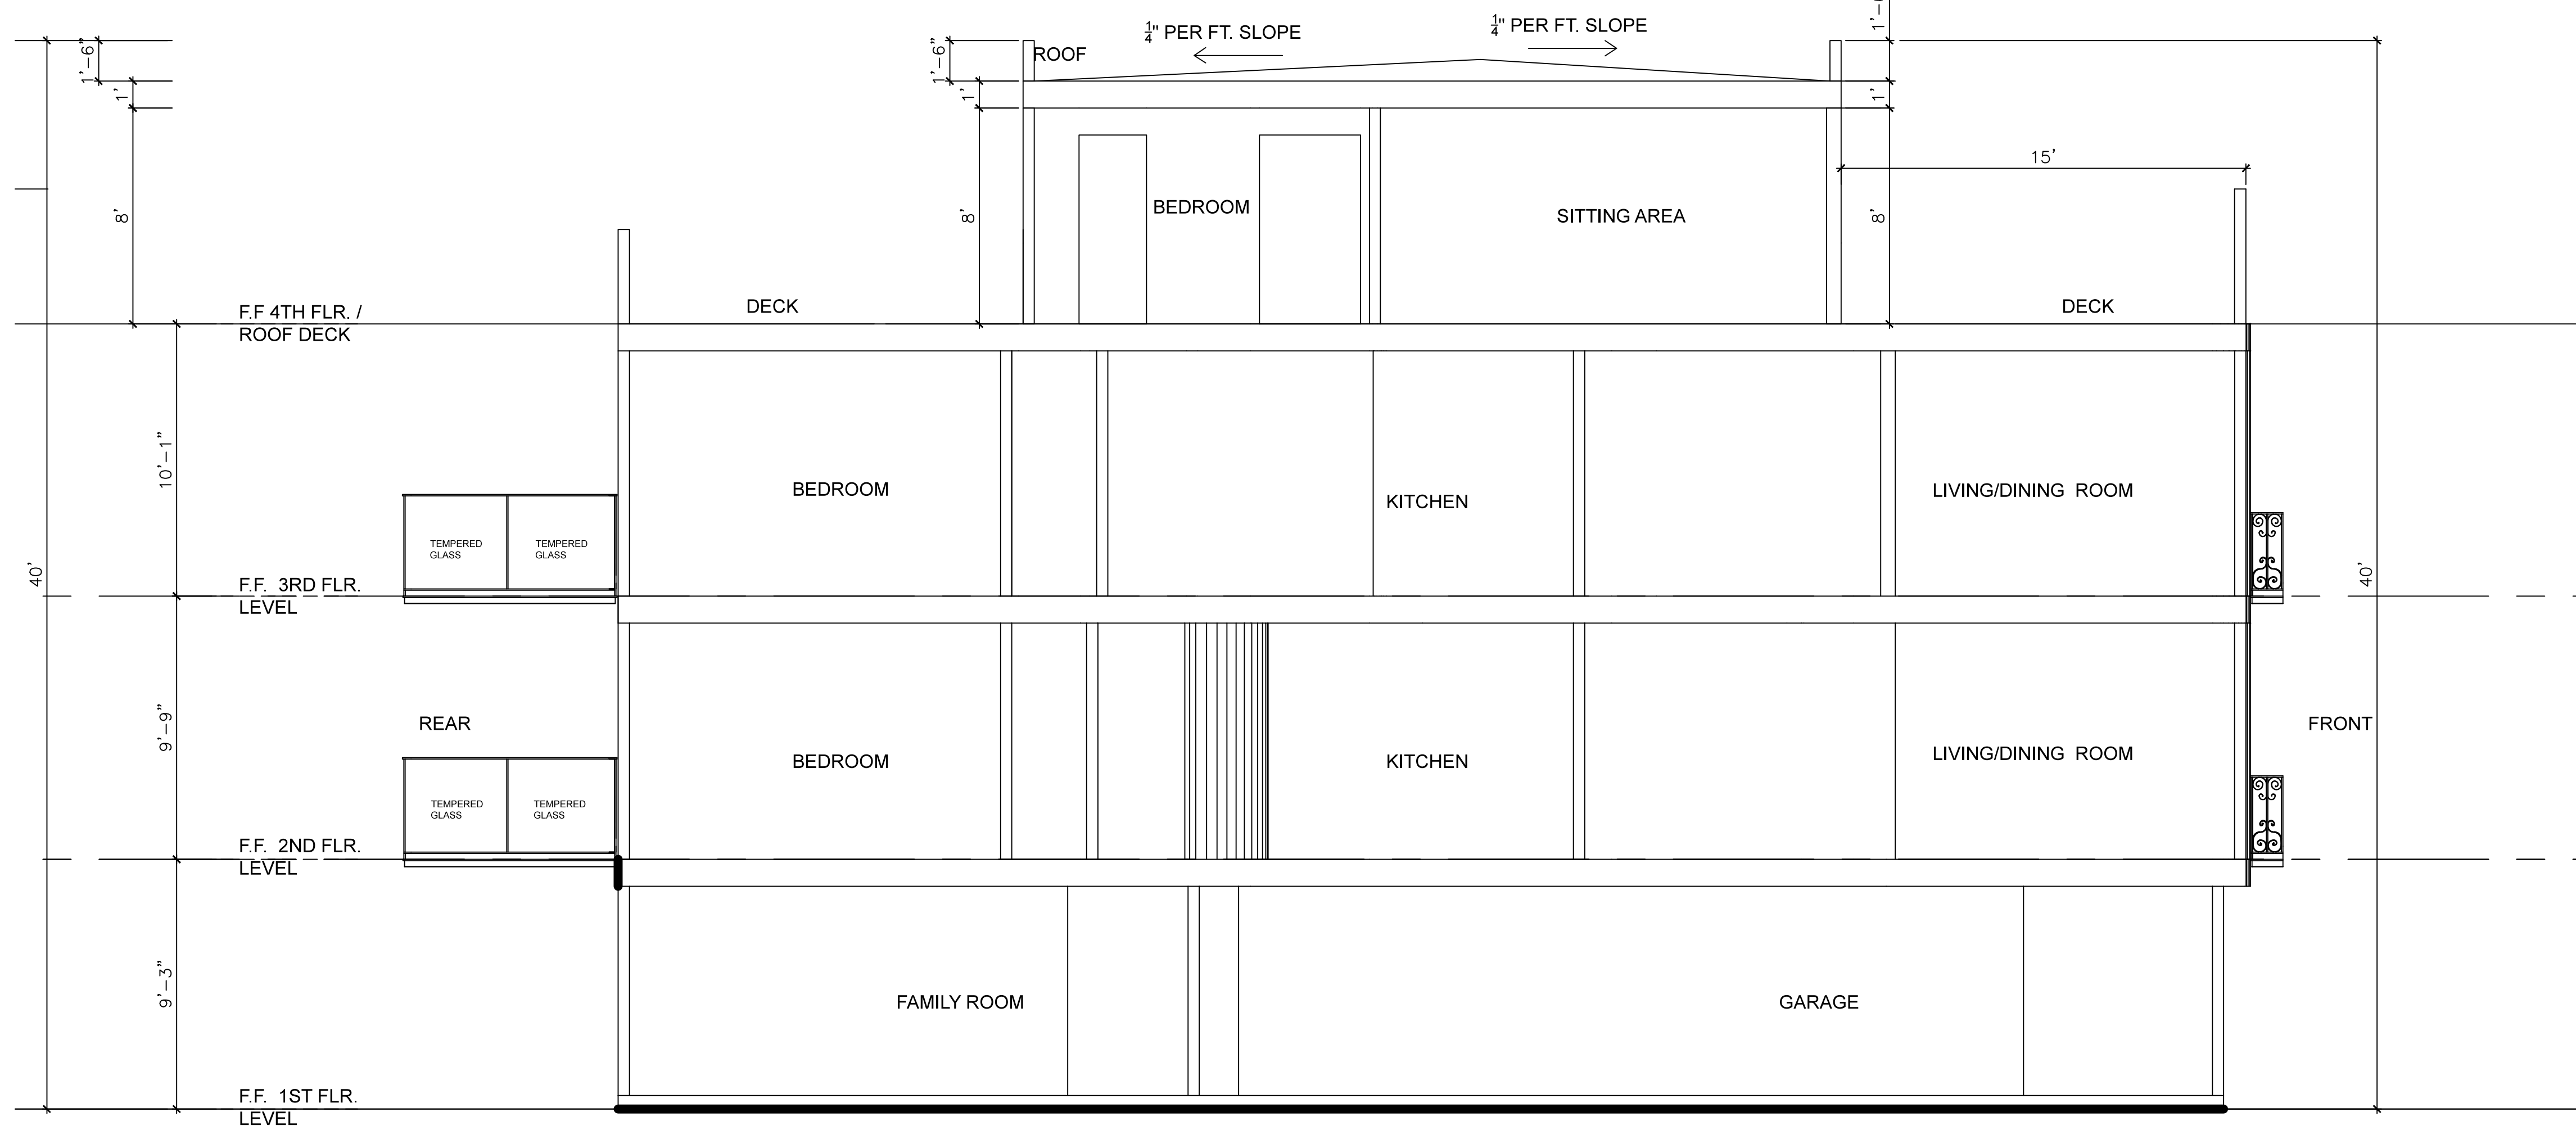 1'-6"
¼" PER FT. SLOPE
¼" PER FT. SLOPE
ROOF
1'-6"
1'
1'
1'
15'
8'
8'
8'
BEDROOM
SITTING AREA
DECK
DECK
F.F 4TH FLR. /
ROOF DECK
10'-1"
BEDROOM
KITCHEN
LIVING/DINING ROOM
TEMPERED
GLASS
TEMPERED
GLASS
40'
40'
F.F. 3RD FLR.
LEVEL
9'-9"
REAR
FRONT
BEDROOM
KITCHEN
LIVING/DINING ROOM
TEMPERED
GLASS
TEMPERED
GLASS
F.F. 2ND FLR.
LEVEL
9'-3"
FAMILY ROOM
GARAGE
F.F. 1ST FLR.
LEVEL